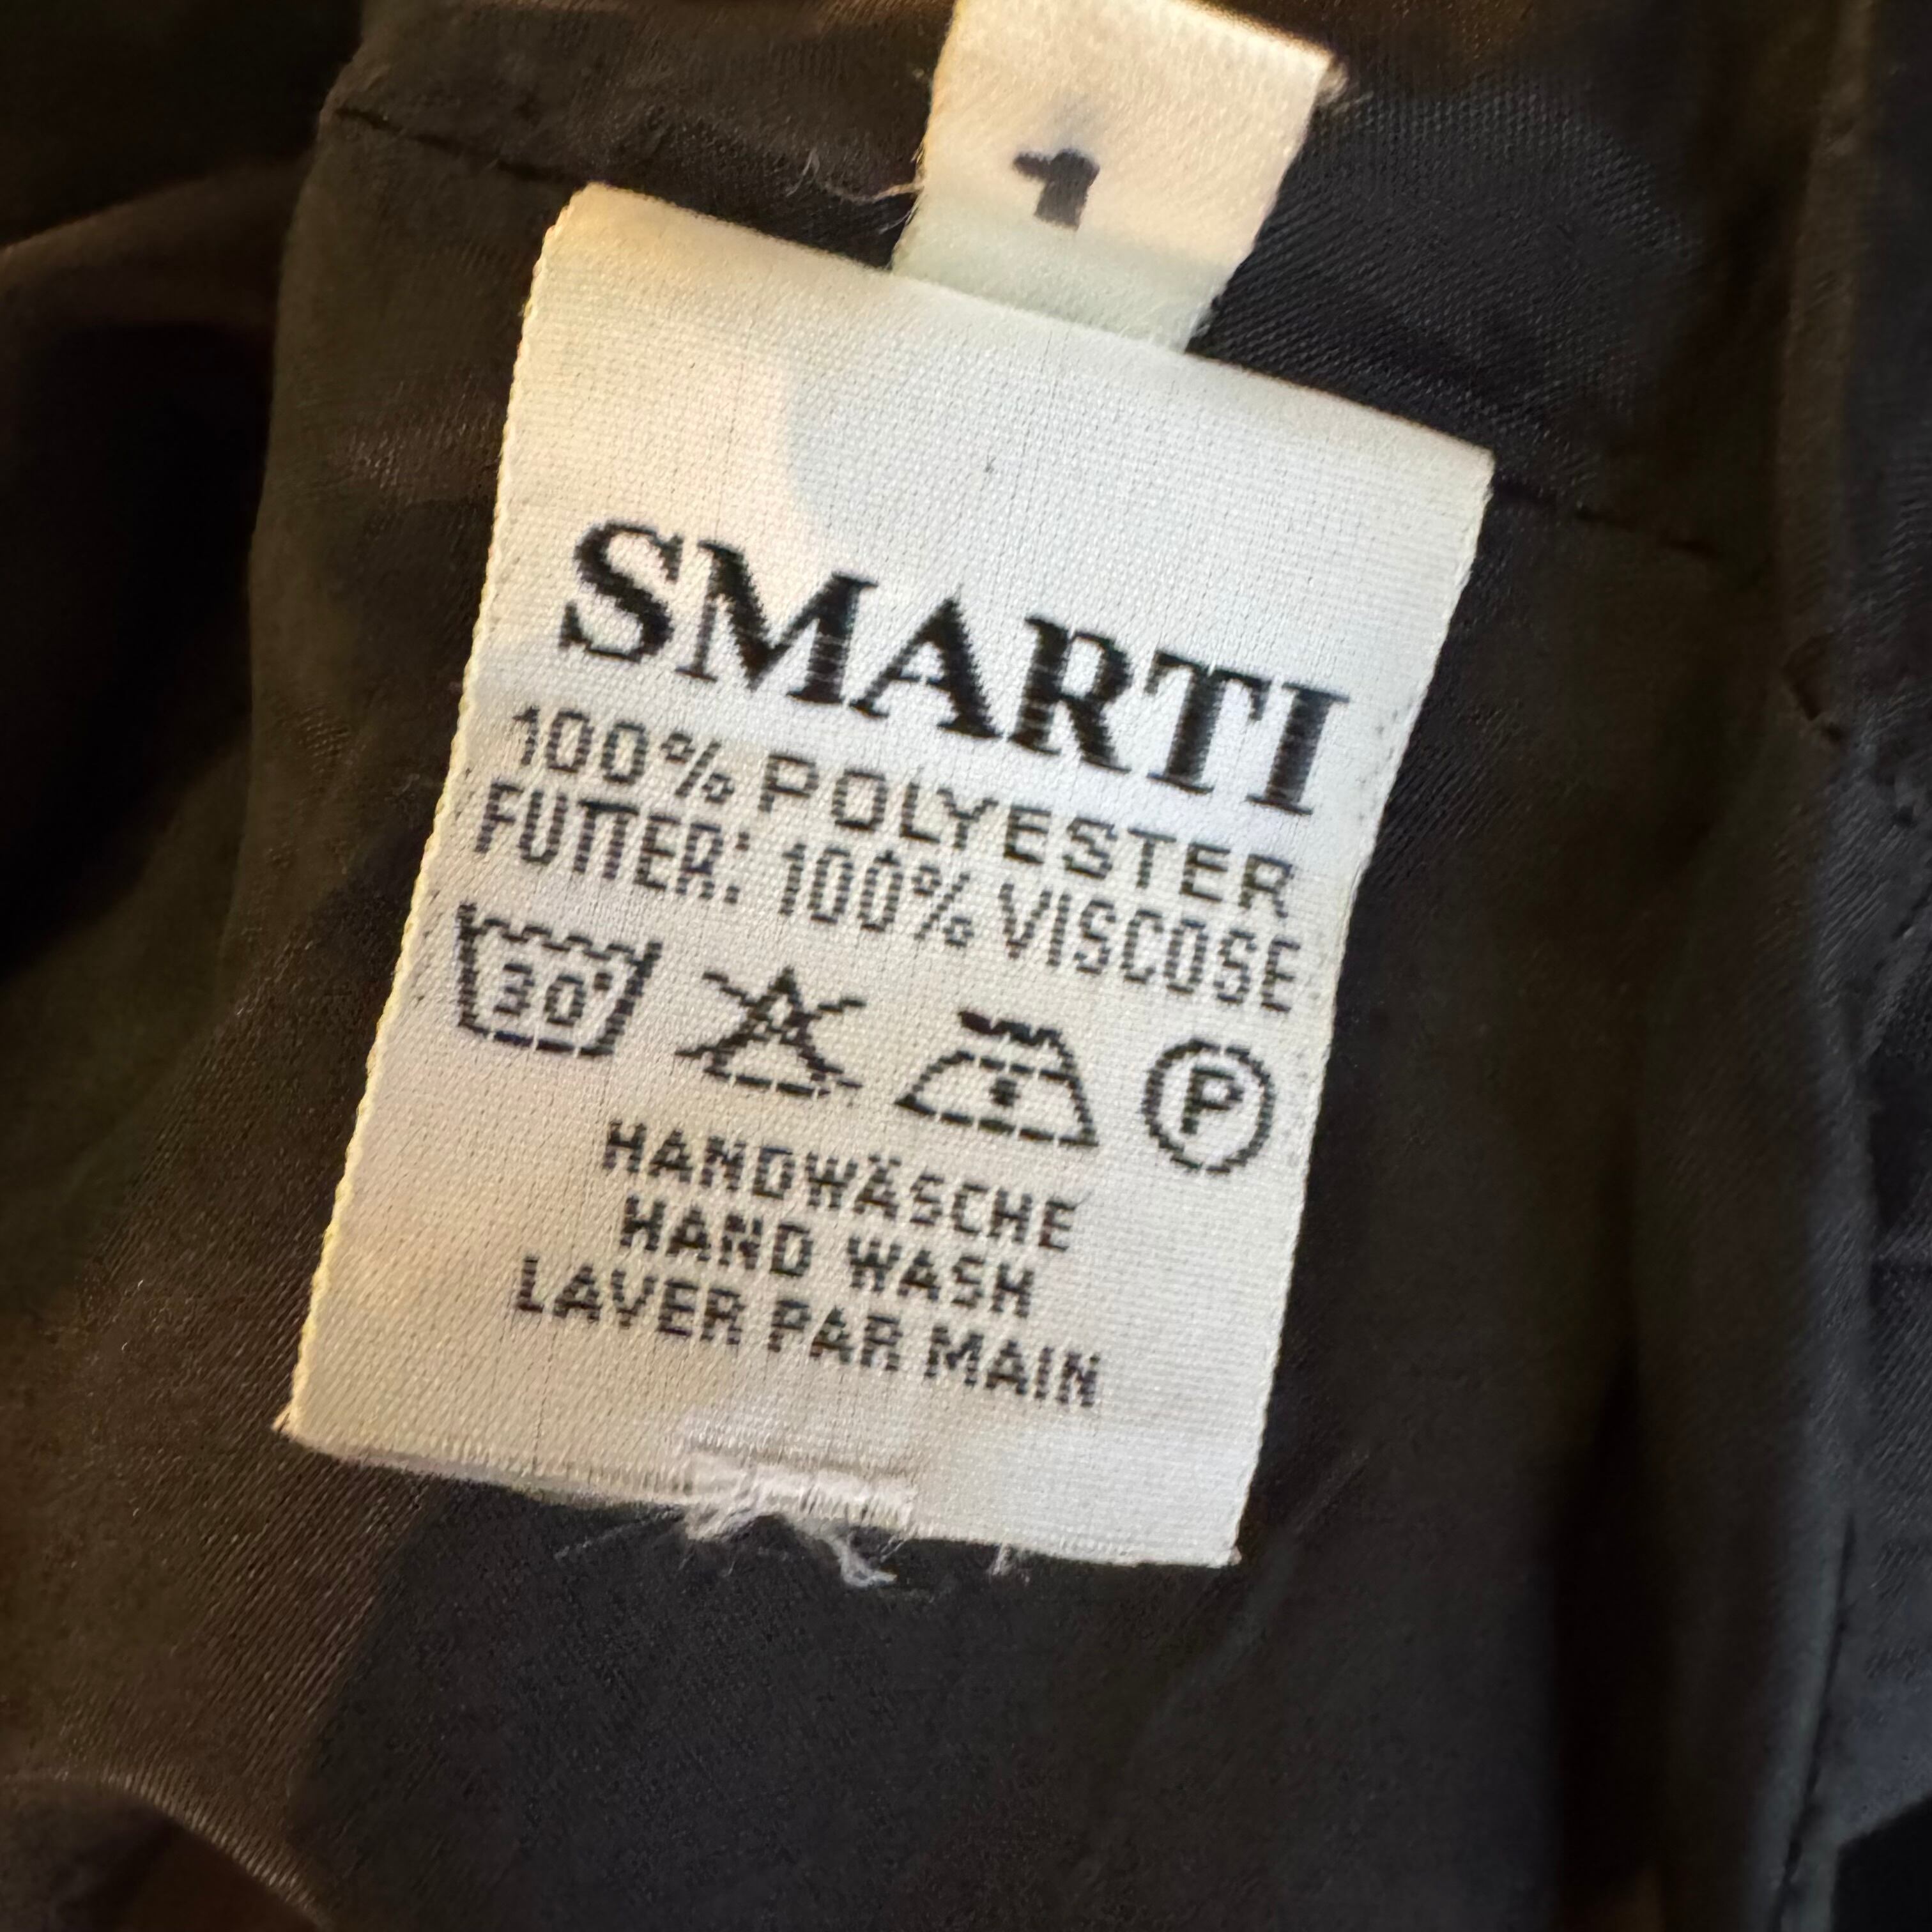 1
SMARTI
100% POLYESTER
FUTTER: 100% VISCOSE
30° A P
HANDWÄSCHE
HAND WASH
LAVER PAR MAIN